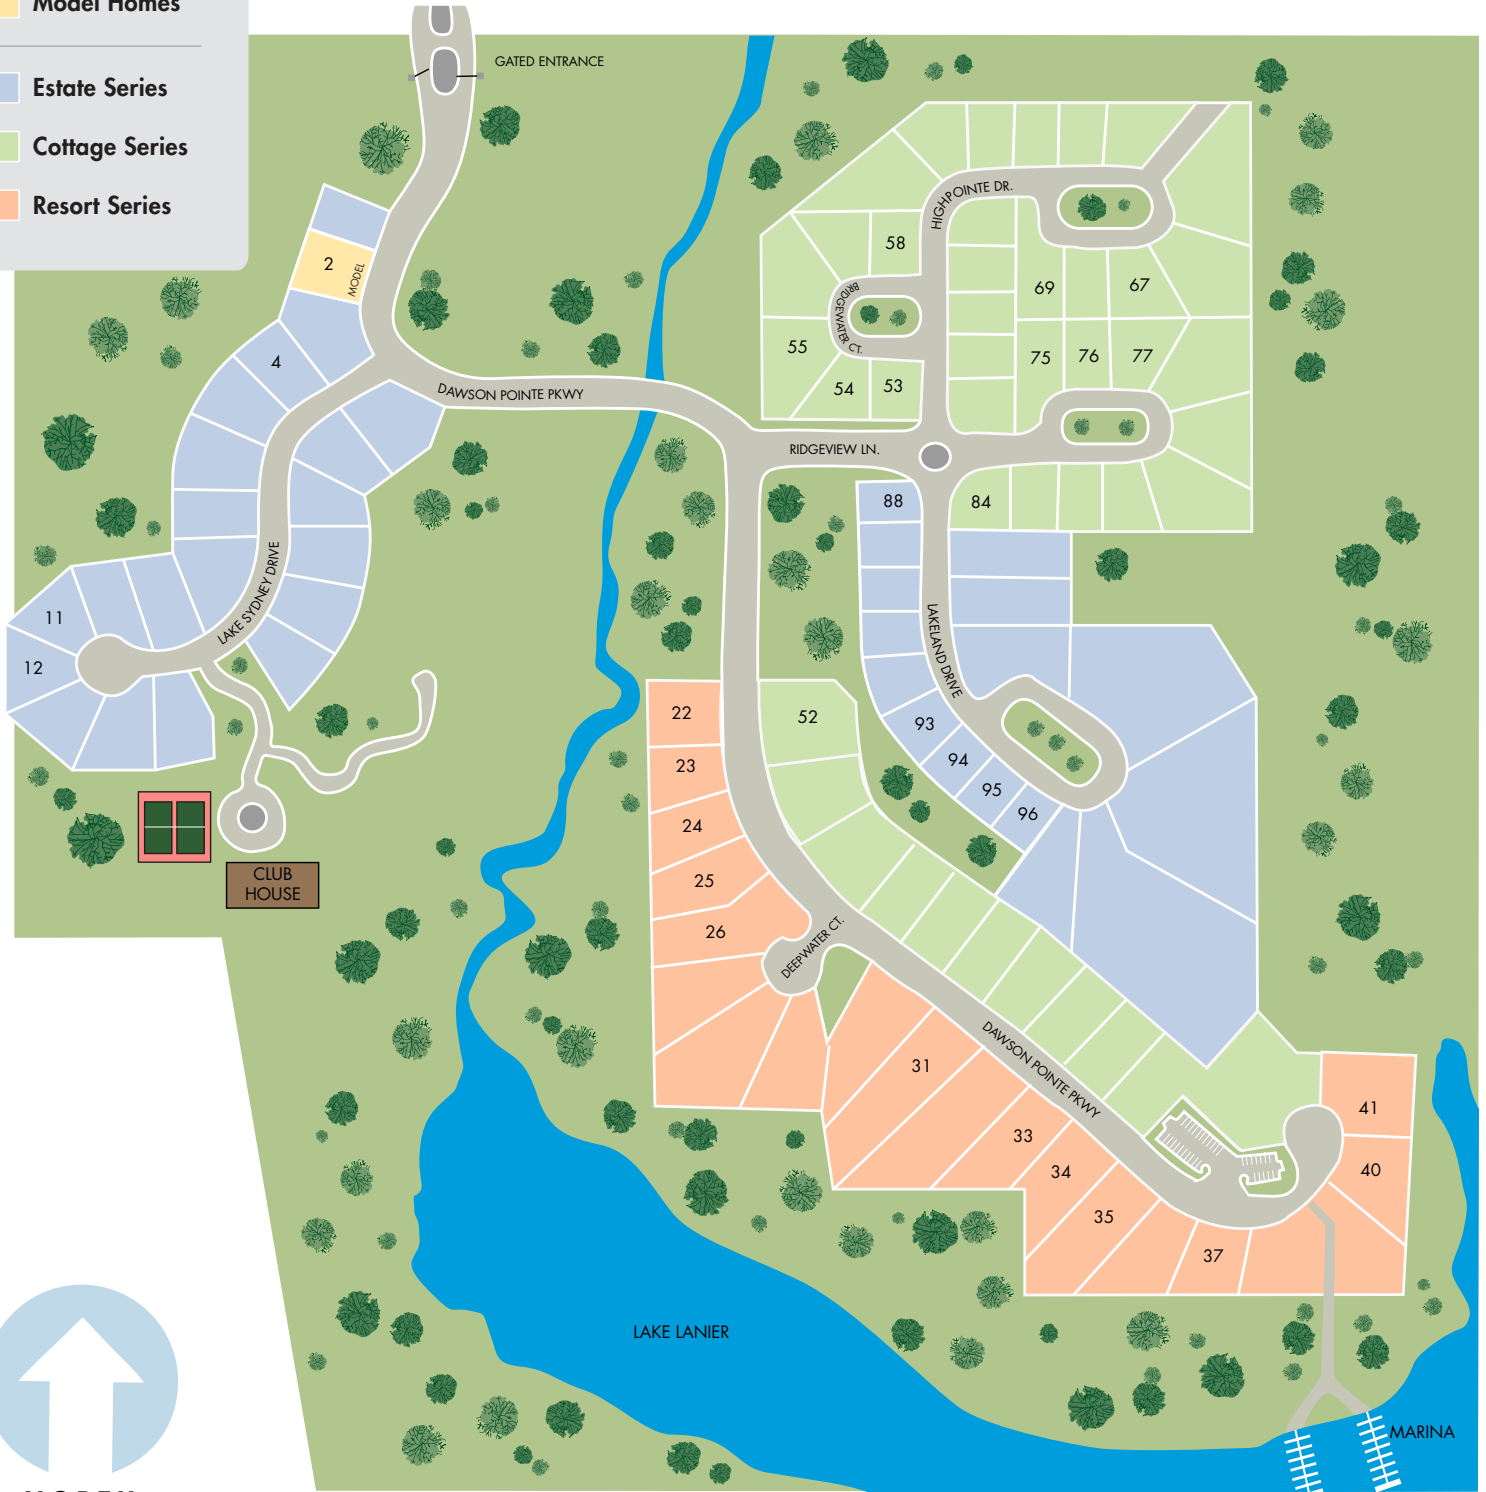 Model Homes
Estate Series
Cottage Series
Resort Series
GATED ENTRANCE
2
MODEL
4
DAWSON POINTE PKWY
LAKE SYDNEY DRIVE
11
12
CLUB
HOUSE
HIGHPOINTE DR.
58
BRIDGEWATER CT.
55
54
53
69
67
75
76
77
RIDGEVIEW LN.
88
84
LAKELAND DRIVE
93
94
95
96
22
52
23
24
25
26
DEEPWATER CT.
31
DAWSON POINTE PKWY
33
34
35
37
41
40
LAKE LANIER
MARINA